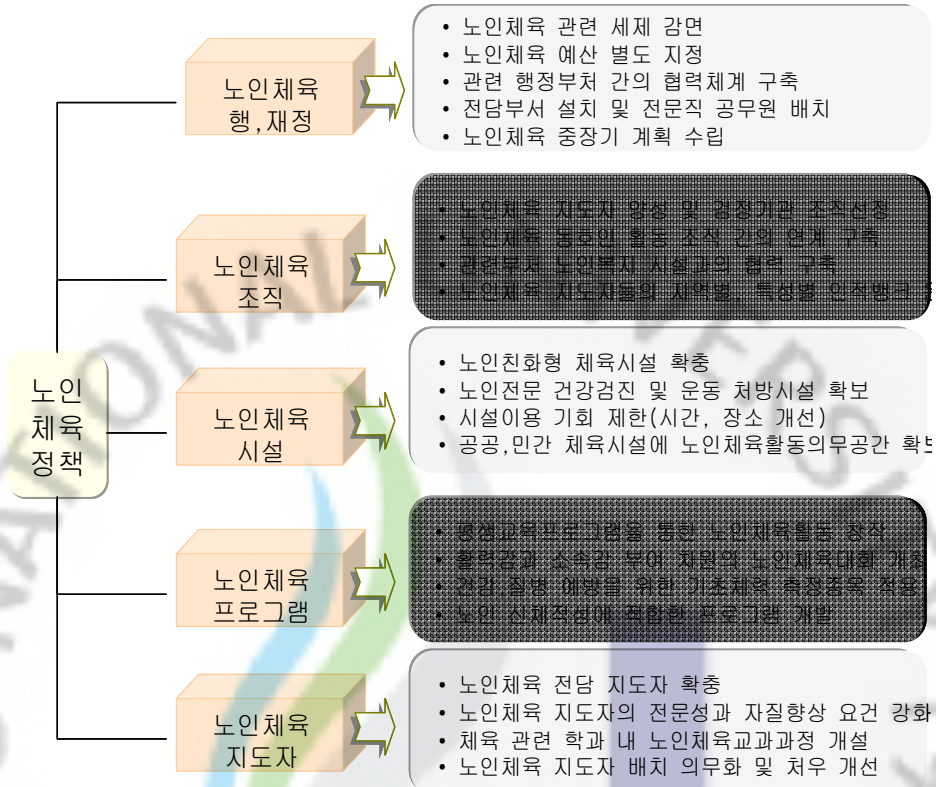 노인
체육
정책
노인체육
행,재정
• 노인체육 관련 세제 감면
• 노인체육 예산 별도 지정
• 관련 행정부처 간의 협력체계 구축
• 전담부서 설치 및 전문직 공무원 배치
• 노인체육 중장기 계획 수립
노인체육
조직
• 노인체육 지도자 양성 및 검정기관 조직선정
• 노인체육 동호인 활동 조직 간의 연계 구축
• 관련부처 노인복지 시설과의 협력 구축
• 노인체육 지도자들의 지역별, 특성별 인적뱅크
노인체육
시설
• 노인친화형 체육시설 확충
• 노인전문 건강검진 및 운동 처방시설 확보
• 시설이용 기회 제한(시간, 장소 개선)
• 공공,민간 체육시설에 노인체육활동의무공간 확보
노인체육
프로그램
• 평생교육프로그램을 통한 노인체육활동 장착
• 활력감과 소속감 부여 차원의 노인체육대회 개최
• 건강,질병 예방을 위한 기초체력 측정종목 적용
• 노인 신체적성에 적합한 프로그램 개발
노인체육
지도자
• 노인체육 전담 지도자 확충
• 노인체육 지도자의 전문성과 자질향상 요건 강화
• 체육 관련 학과 내 노인체육교과과정 개설
• 노인체육 지도자 배치 의무화 및 처우 개선